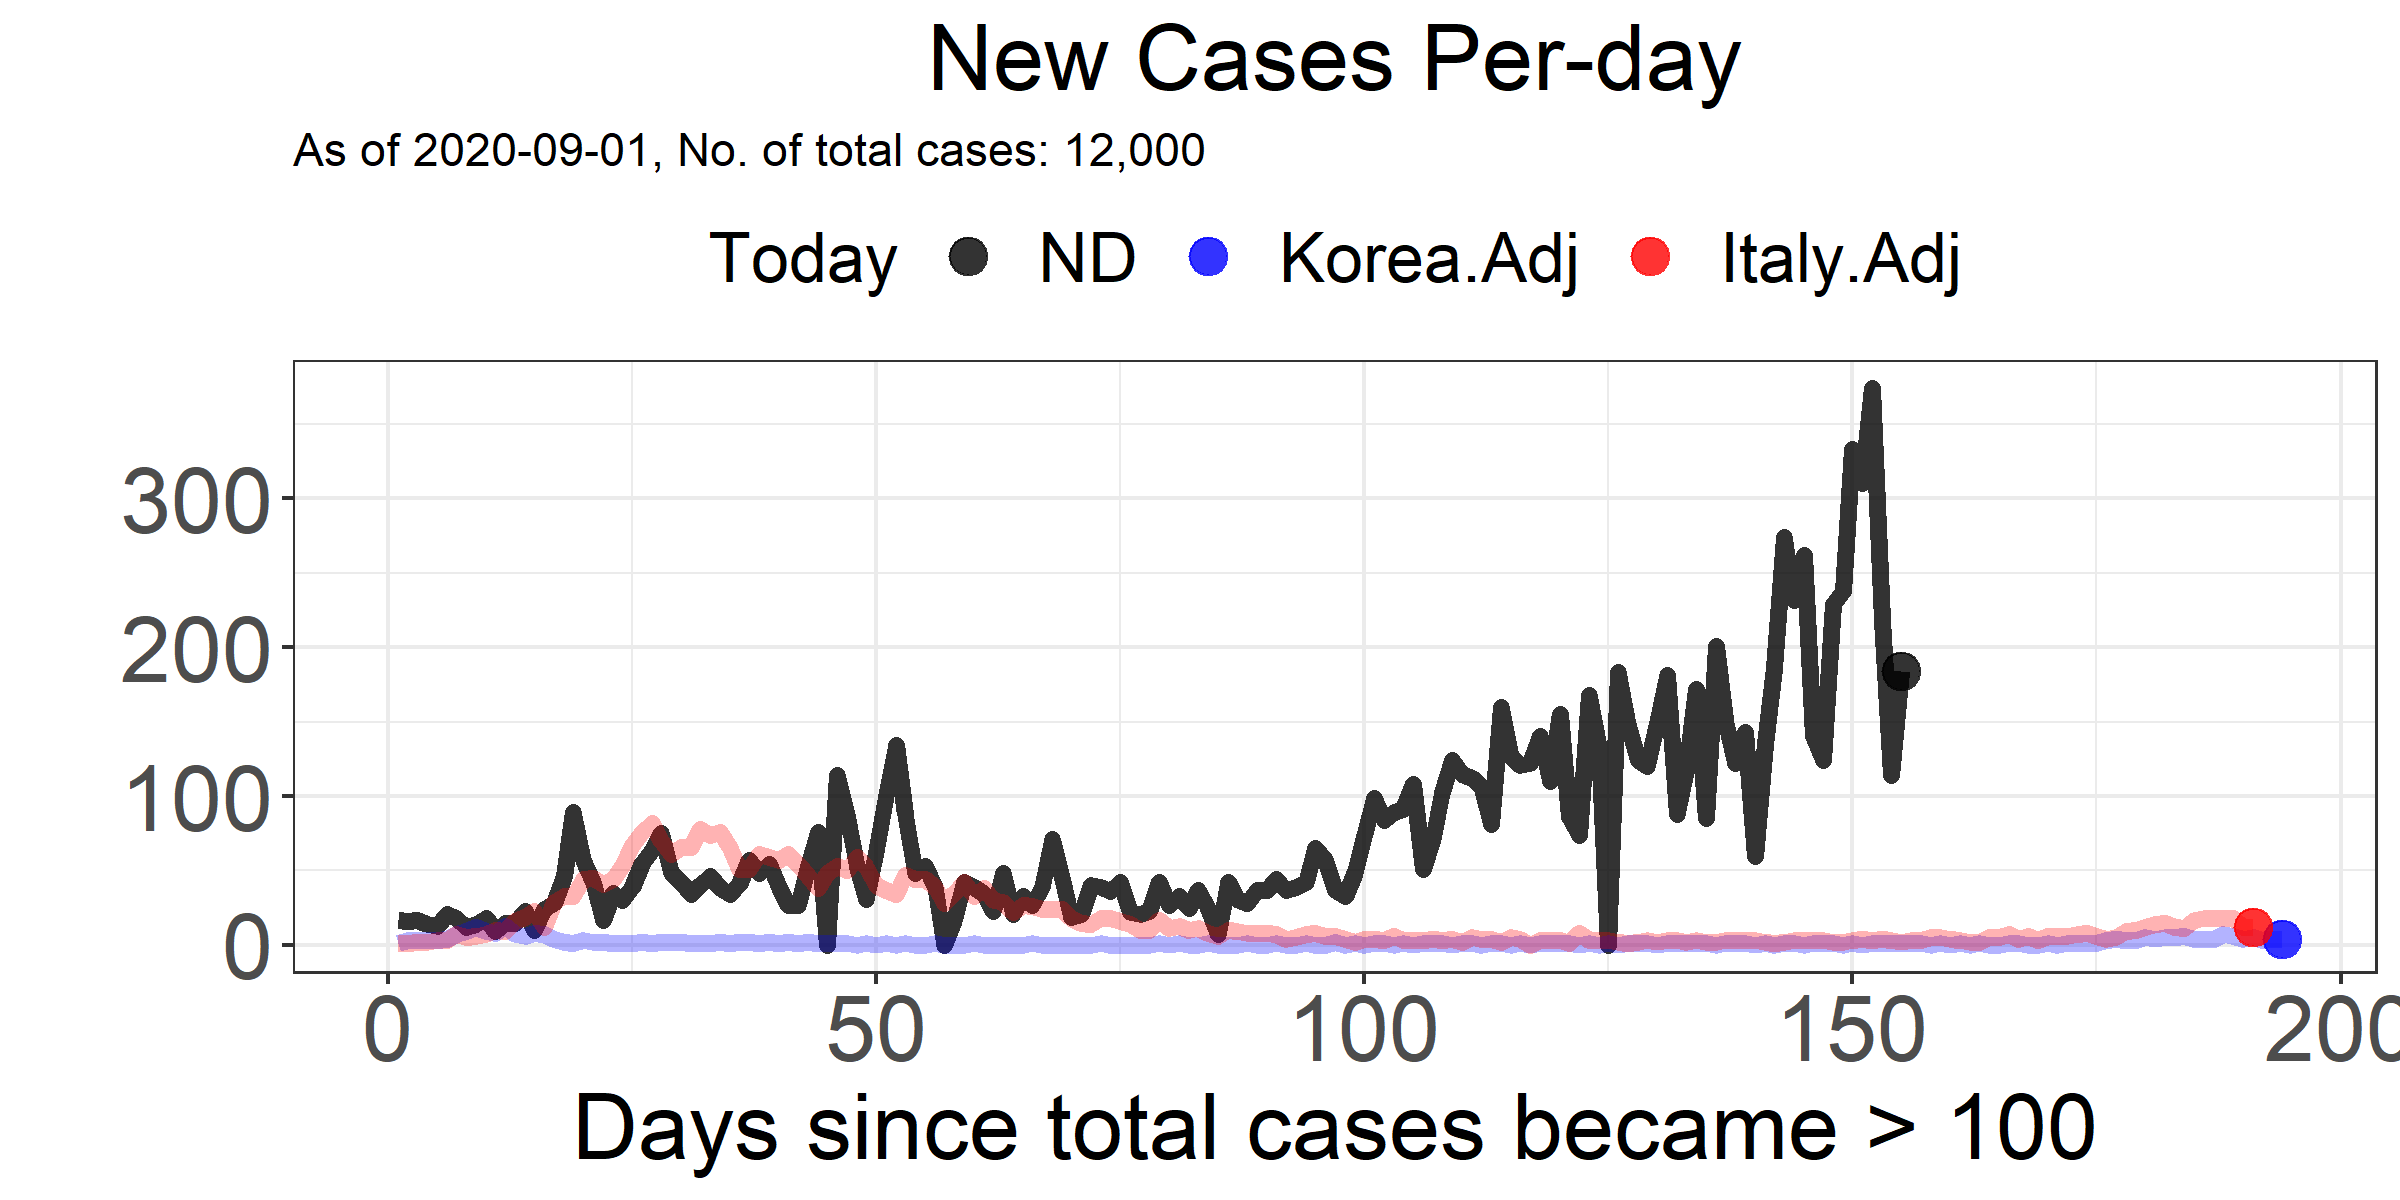 New Cases Per-day
As of 2020-09-01, No. of total cases: 12,000
Today ND Korea.Adj Italy.Adj
300
200
100
0
0 50 100 150 200
Days since total cases became > 100